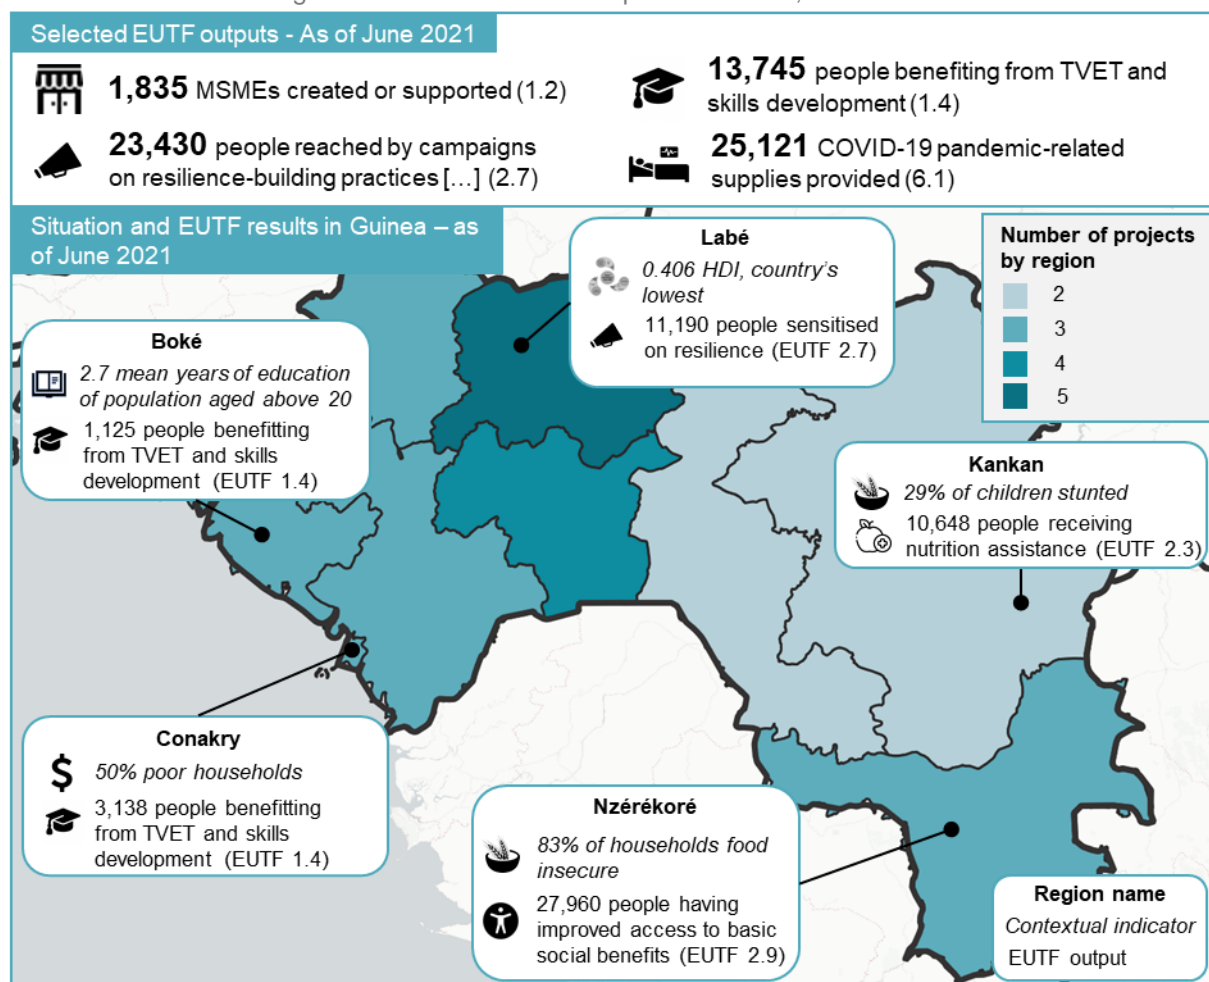 Selected EUTF outputs - As of June 2021
1,835 MSMEs created or supported (1.2)
23,430 people reached by campaigns
on resilience-building practices [...] (2.7)
13,745 people benefiting from TVET and
skills development (1.4)
25,121 COVID-19 pandemic-related
supplies provided (6.1)
Situation and EUTF results in Guinea – as
of June 2021
Labé
0.406 HDI, country's
lowest
11,190 people sensitised
on resilience (EUTF 2.7)
Number of projects
by region
2
3
4
5
Boké
2.7 mean years of education
of population aged above 20
1,125 people benefitting
from TVET and skills
development (EUTF 1.4)
Kankan
29% of children stunted
10,648 people receiving
nutrition assistance (EUTF 2.3)
Conakry
$
50% poor households
3,138 people benefitting
from TVET and skills
development (EUTF 1.4)
Nzérékoré
83% of households food
insecure
27,960 people having
improved access to basic
social benefits (EUTF 2.9)
Region name
Contextual indicator
EUTF output